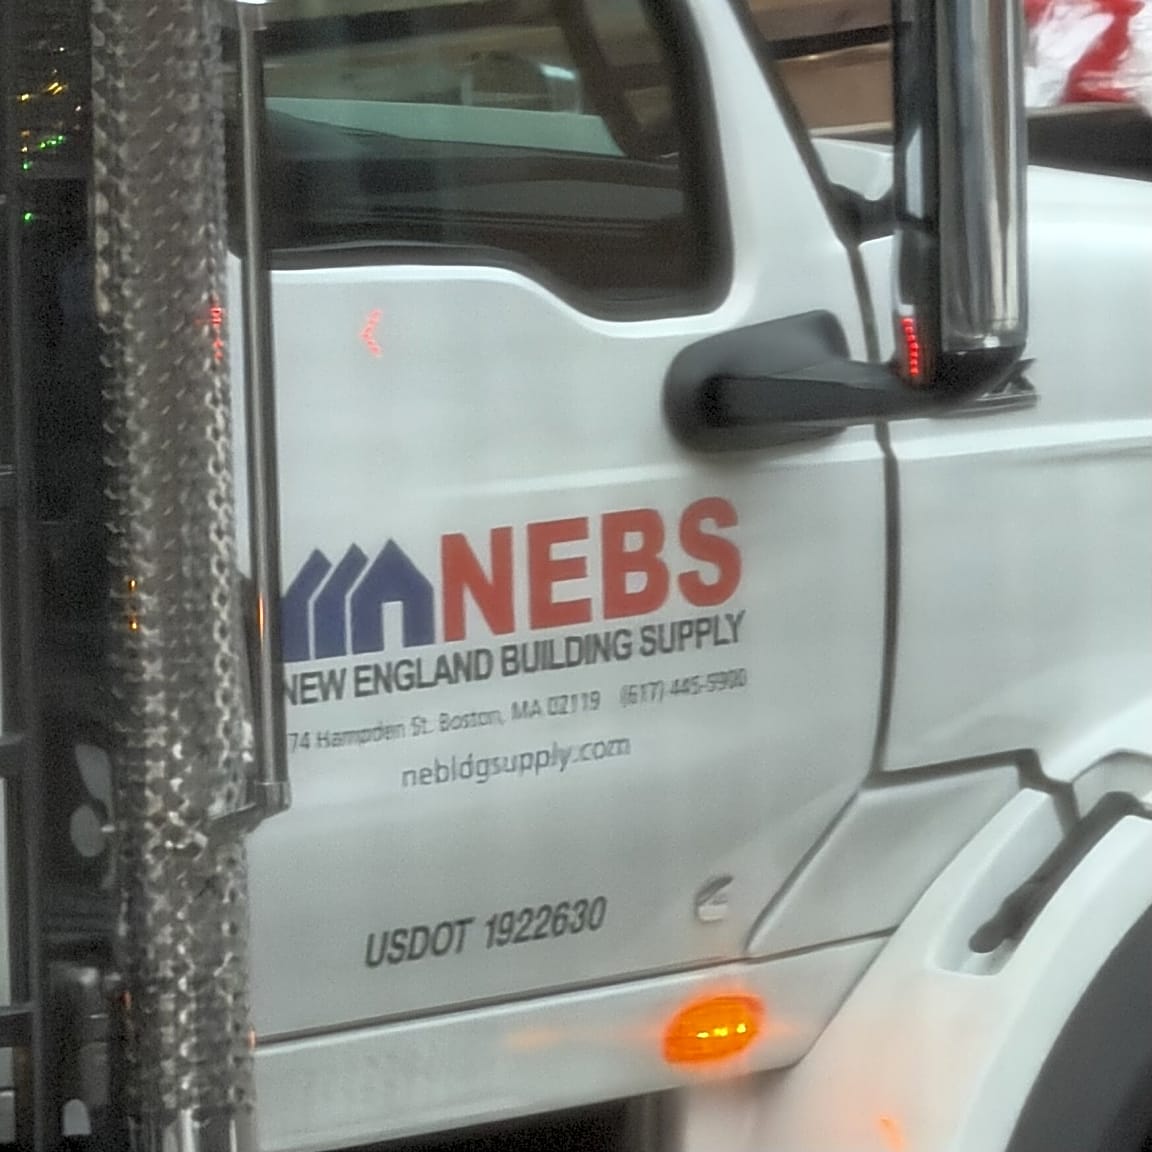 NEBS
NEW ENGLAND BUILDING SUPPLY
74 Hampden St. Boston, MA 02119 (617) 445-5900
nebldgsupply.com
USDOT 1922630